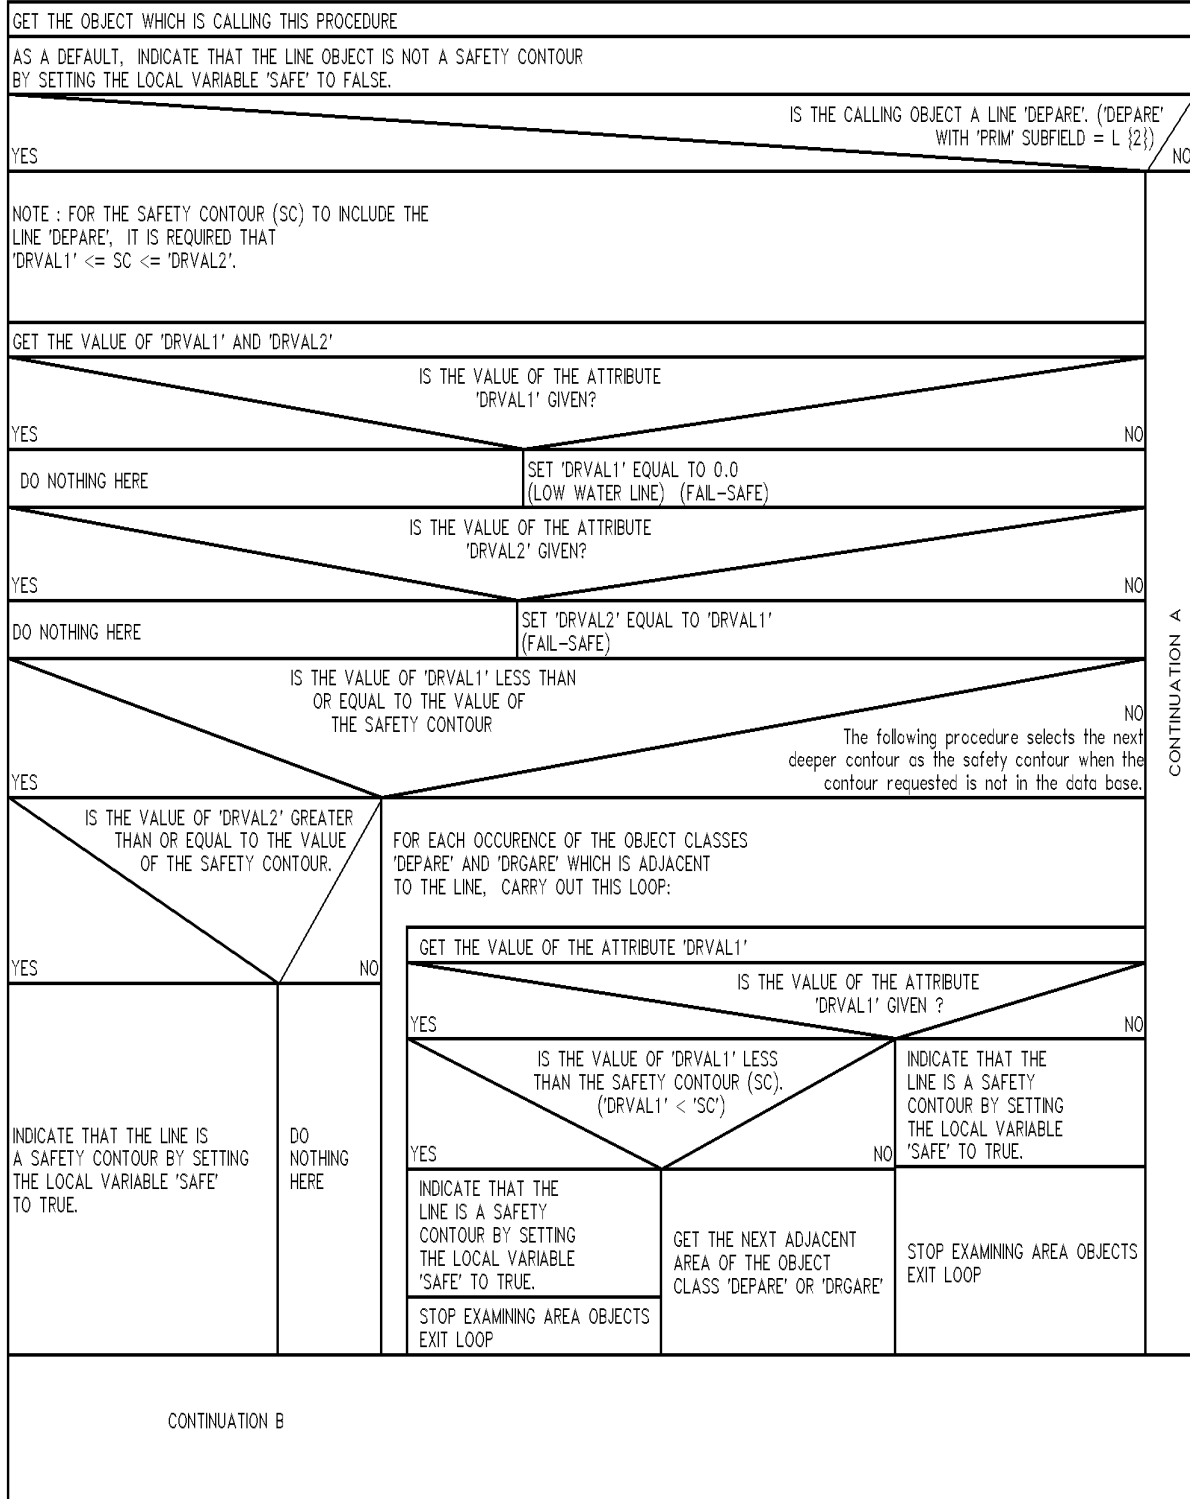 GET THE OBJECT WHICH IS CALLING THIS PROCEDURE
AS A DEFAULT, INDICATE THAT THE LINE OBJECT IS NOT A SAFETY CONTOUR
BY SETTING THE LOCAL VARIABLE 'SAFE' TO FALSE.
IS THE CALLING OBJECT A LINE 'DEPARE'. ('DEPARE'
WITH 'PRIM' SUBFIELD = L {2})
YES
NO
NOTE : FOR THE SAFETY CONTOUR (SC) TO INCLUDE THE
LINE 'DEPARE', IT IS REQUIRED THAT
'DRVAL1' <= SC <= 'DRVAL2'.
GET THE VALUE OF 'DRVAL1' AND 'DRVAL2'
IS THE VALUE OF THE ATTRIBUTE
'DRVAL1' GIVEN?
YES
NO
DO NOTHING HERE
SET 'DRVAL1' EQUAL TO 0.0
(LOW WATER LINE) (FAIL-SAFE)
IS THE VALUE OF THE ATTRIBUTE
'DRVAL2' GIVEN?
YES
NO
DO NOTHING HERE
SET 'DRVAL2' EQUAL TO 'DRVAL1'
(FAIL-SAFE)
IS THE VALUE OF 'DRVAL1' LESS THAN
OR EQUAL TO THE VALUE OF
THE SAFETY CONTOUR
YES
NO
The following procedure selects the next
deeper contour as the safety contour when the
contour requested is not in the data base.
CONTINUATION A
IS THE VALUE OF 'DRVAL2' GREATER
THAN OR EQUAL TO THE VALUE
OF THE SAFETY CONTOUR.
YES
NO
FOR EACH OCCURENCE OF THE OBJECT CLASSES
'DEPARE' AND 'DRGARE' WHICH IS ADJACENT
TO THE LINE, CARRY OUT THIS LOOP:
GET THE VALUE OF THE ATTRIBUTE 'DRVAL1'
IS THE VALUE OF THE ATTRIBUTE
'DRVAL1' GIVEN ?
YES
NO
IS THE VALUE OF 'DRVAL1' LESS
THAN THE SAFETY CONTOUR (SC).
('DRVAL1' < 'SC')
YES
NO
INDICATE THAT THE
LINE IS A SAFETY
CONTOUR BY SETTING
THE LOCAL VARIABLE
'SAFE' TO TRUE.
INDICATE THAT THE LINE IS
A SAFETY CONTOUR BY SETTING
THE LOCAL VARIABLE 'SAFE'
TO TRUE.
DO
NOTHING
HERE
INDICATE THAT THE
LINE IS A SAFETY
CONTOUR BY SETTING
THE LOCAL VARIABLE
'SAFE' TO TRUE.
STOP EXAMINING AREA OBJECTS
EXIT LOOP
GET THE NEXT ADJACENT
AREA OF THE OBJECT
CLASS 'DEPARE' OR 'DRGARE'
STOP EXAMINING AREA OBJECTS
EXIT LOOP
CONTINUATION B